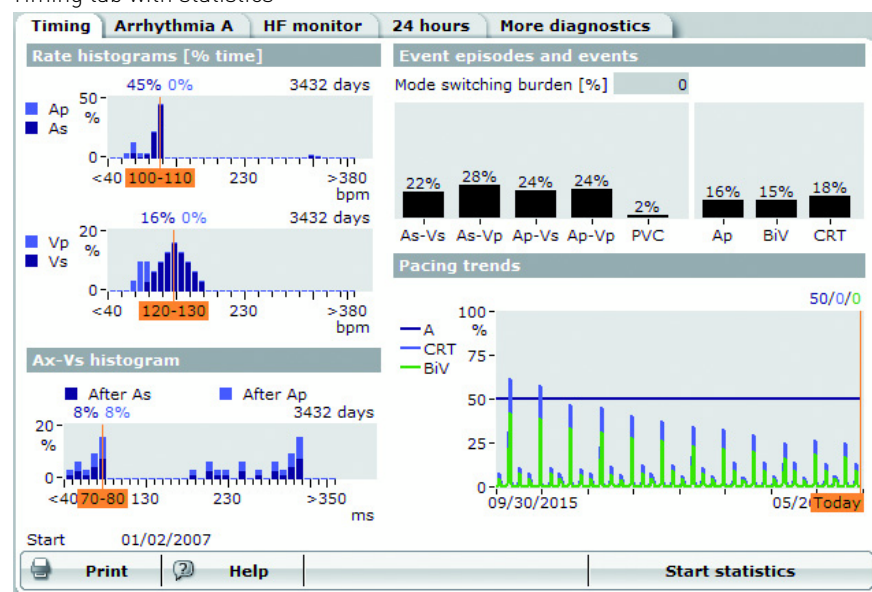 Timing Arrhythmia A HF monitor 24 hours More diagnostics
Rate histograms [% time]
45% 0% 3432 days
Ap
As
50
%
0
<40 100-110 230 >380
bpm
16% 0% 3432 days
Vp
Vs
20
%
0
<40 120-130 230 >380
bpm
Ax-Vs histogram
After As After Ap
8% 8% 3432 days
20
%
0
<40 70-80 130 230 >350
ms
Start 01/02/2007
Event episodes and events
Mode switching burden [%] 0
22% 28% 24% 24% 2% 16% 15% 18%
As-Vs As-Vp Ap-Vs Ap-Vp PVC Ap BiV CRT
Pacing trends
50/0/0
A
CRT
BiV
100
%
75
50
25
0
09/30/2015 05/2 Today
Print Help Start statistics